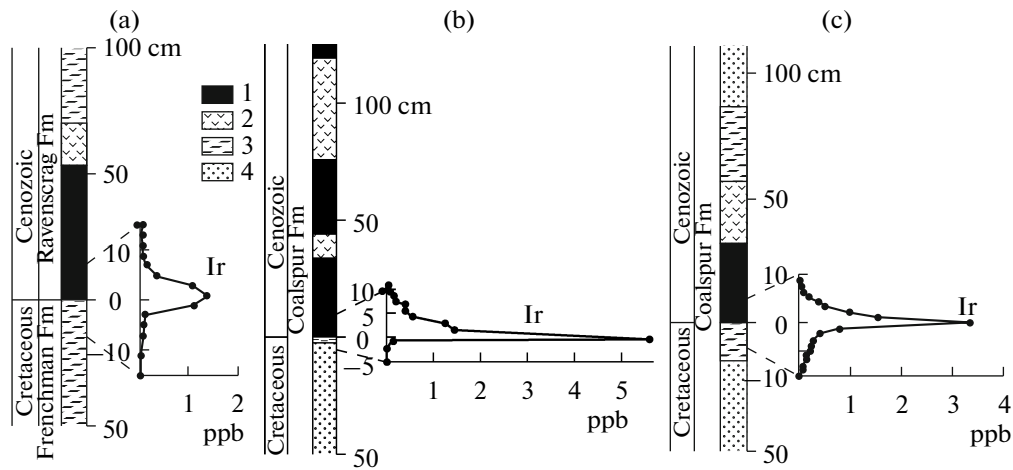 (a)
100 cm
50
10
0
–10
50
1
2
ppb
Ir
Cenozoic
Ravenscrag Fm
Cretaceous
Frenchman Fm
1
2
3
4
(b)
100 cm
50
10
5
0
–5
50
1
2
3
4
5
ppb
Ir
Cenozoic
Coalspur Fm
Cretaceous
(c)
100 cm
50
10
0
10
50
1
2
3
4
ppb
Ir
Cenozoic
Coalspur Fm
Cretaceous